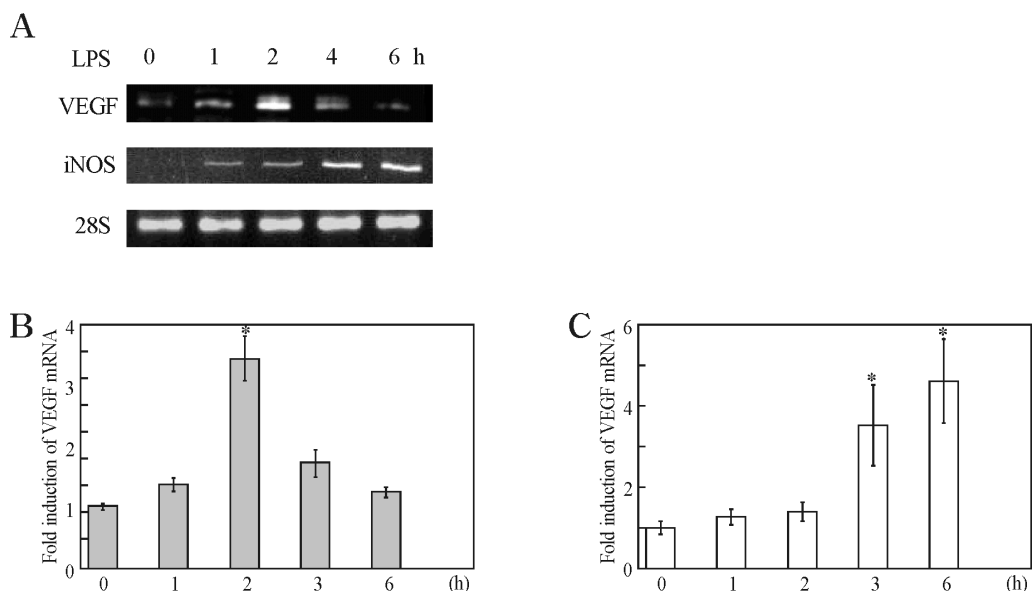 A
LPS 0 1 2 4 6 h
VEGF
iNOS
28S
B
Fold induction of VEGF mRNA
4
3
2
1
0
*
0 1 2 3 6 (h)
C
Fold induction of VEGF mRNA
6
4
2
0
*
*
0 1 2 3 6 (h)